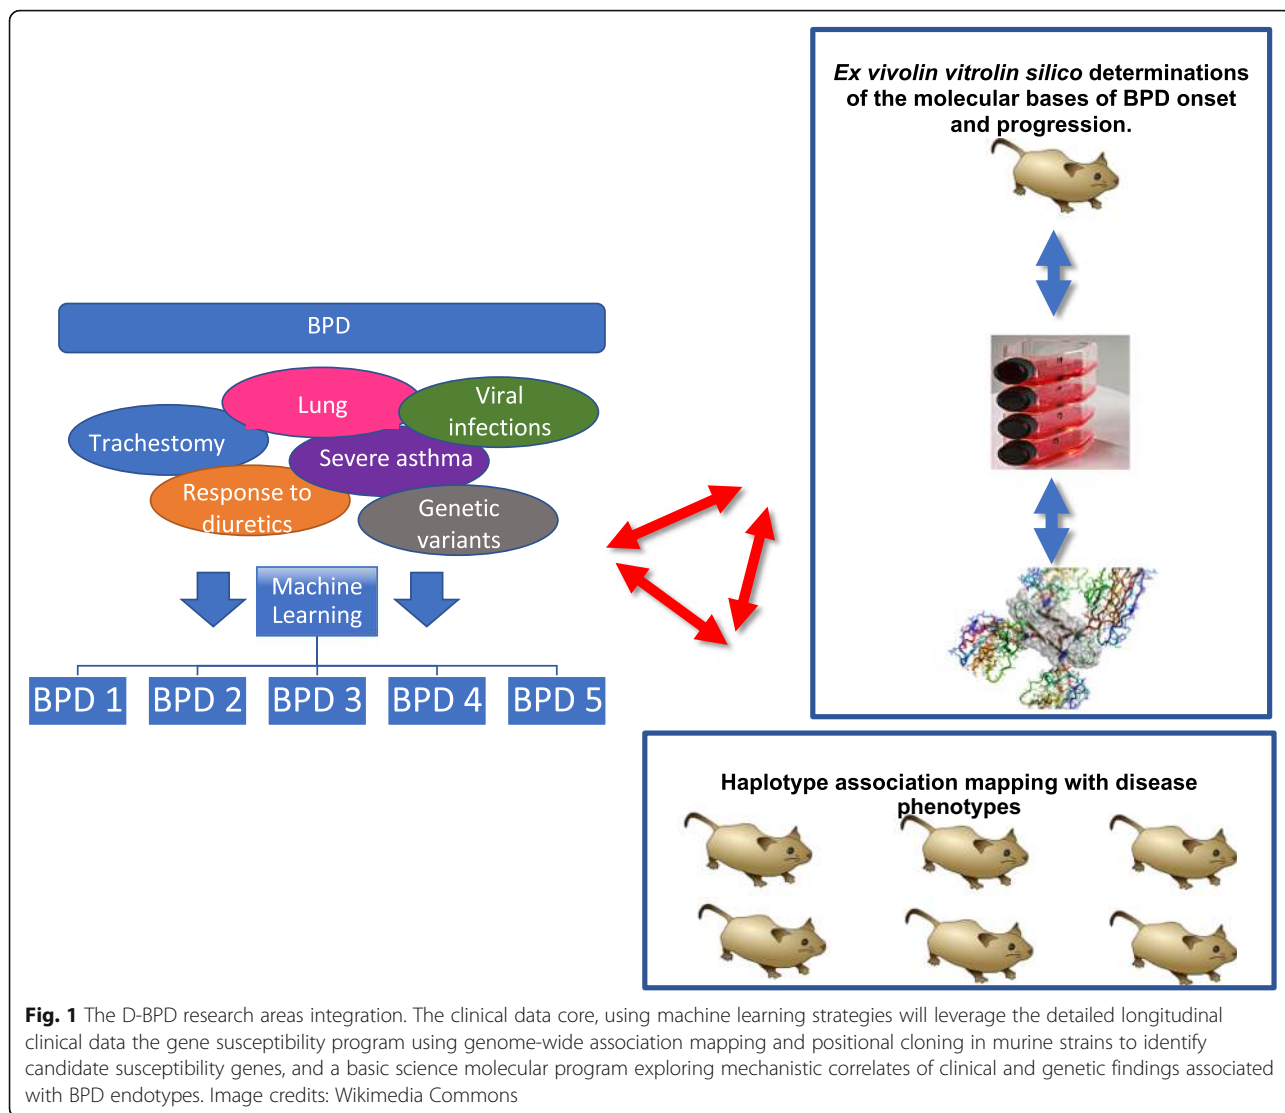 BPD
Lung
Viral
infections
Trachestomy
Severe asthma
Response to
diuretics
Genetic
variants
Machine
Learning
BPD 1
BPD 2
BPD 3
BPD 4
BPD 5
Ex vivolin vitrolin silico determinations
of the molecular bases of BPD onset
and progression.
Haplotype association mapping with disease
phenotypes
Fig. 1 The D-BPD research areas integration. The clinical data core, using machine learning strategies will leverage the detailed longitudinal
clinical data the gene susceptibility program using genome-wide association mapping and positional cloning in murine strains to identify
candidate susceptibility genes, and a basic science molecular program exploring mechanistic correlates of clinical and genetic findings associated
with BPD endotypes. Image credits: Wikimedia Commons